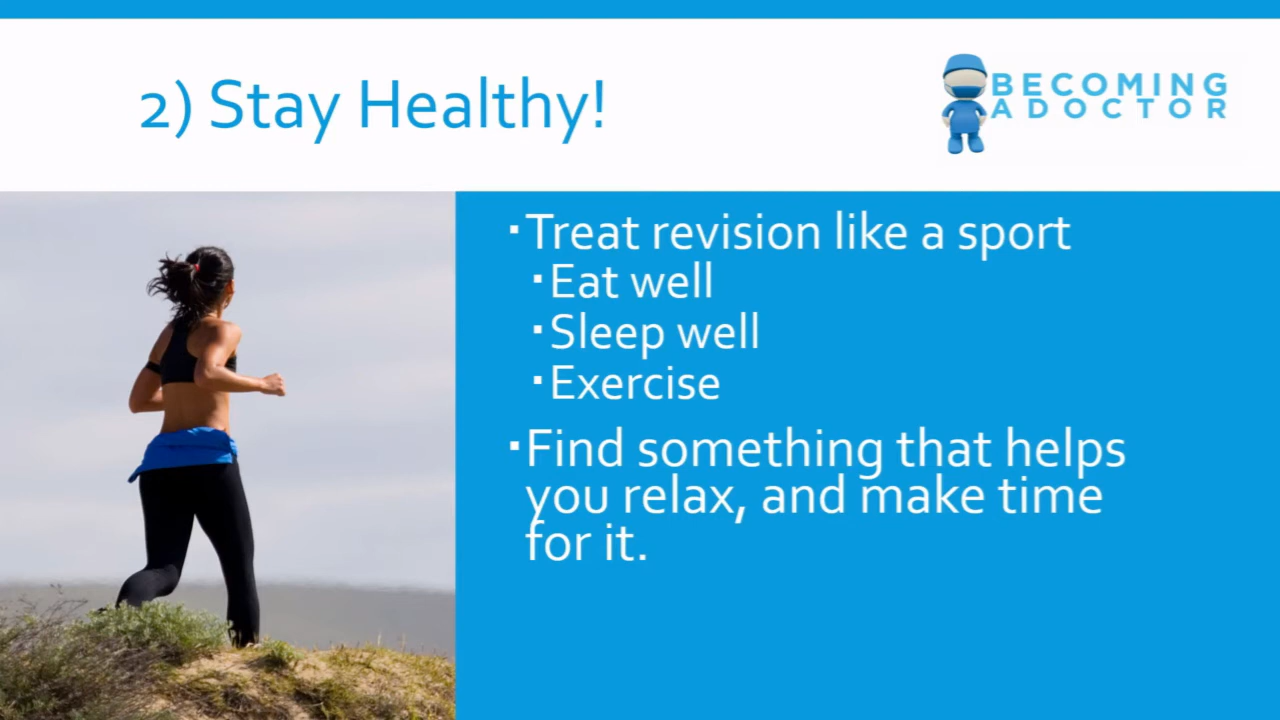 2) Stay Healthy!
BECOMING
A DOCTOR
▪Treat revision like a sport
▪Eat well
▪Sleep well
▪Exercise
▪Find something that helps
you relax, and make time
for it.